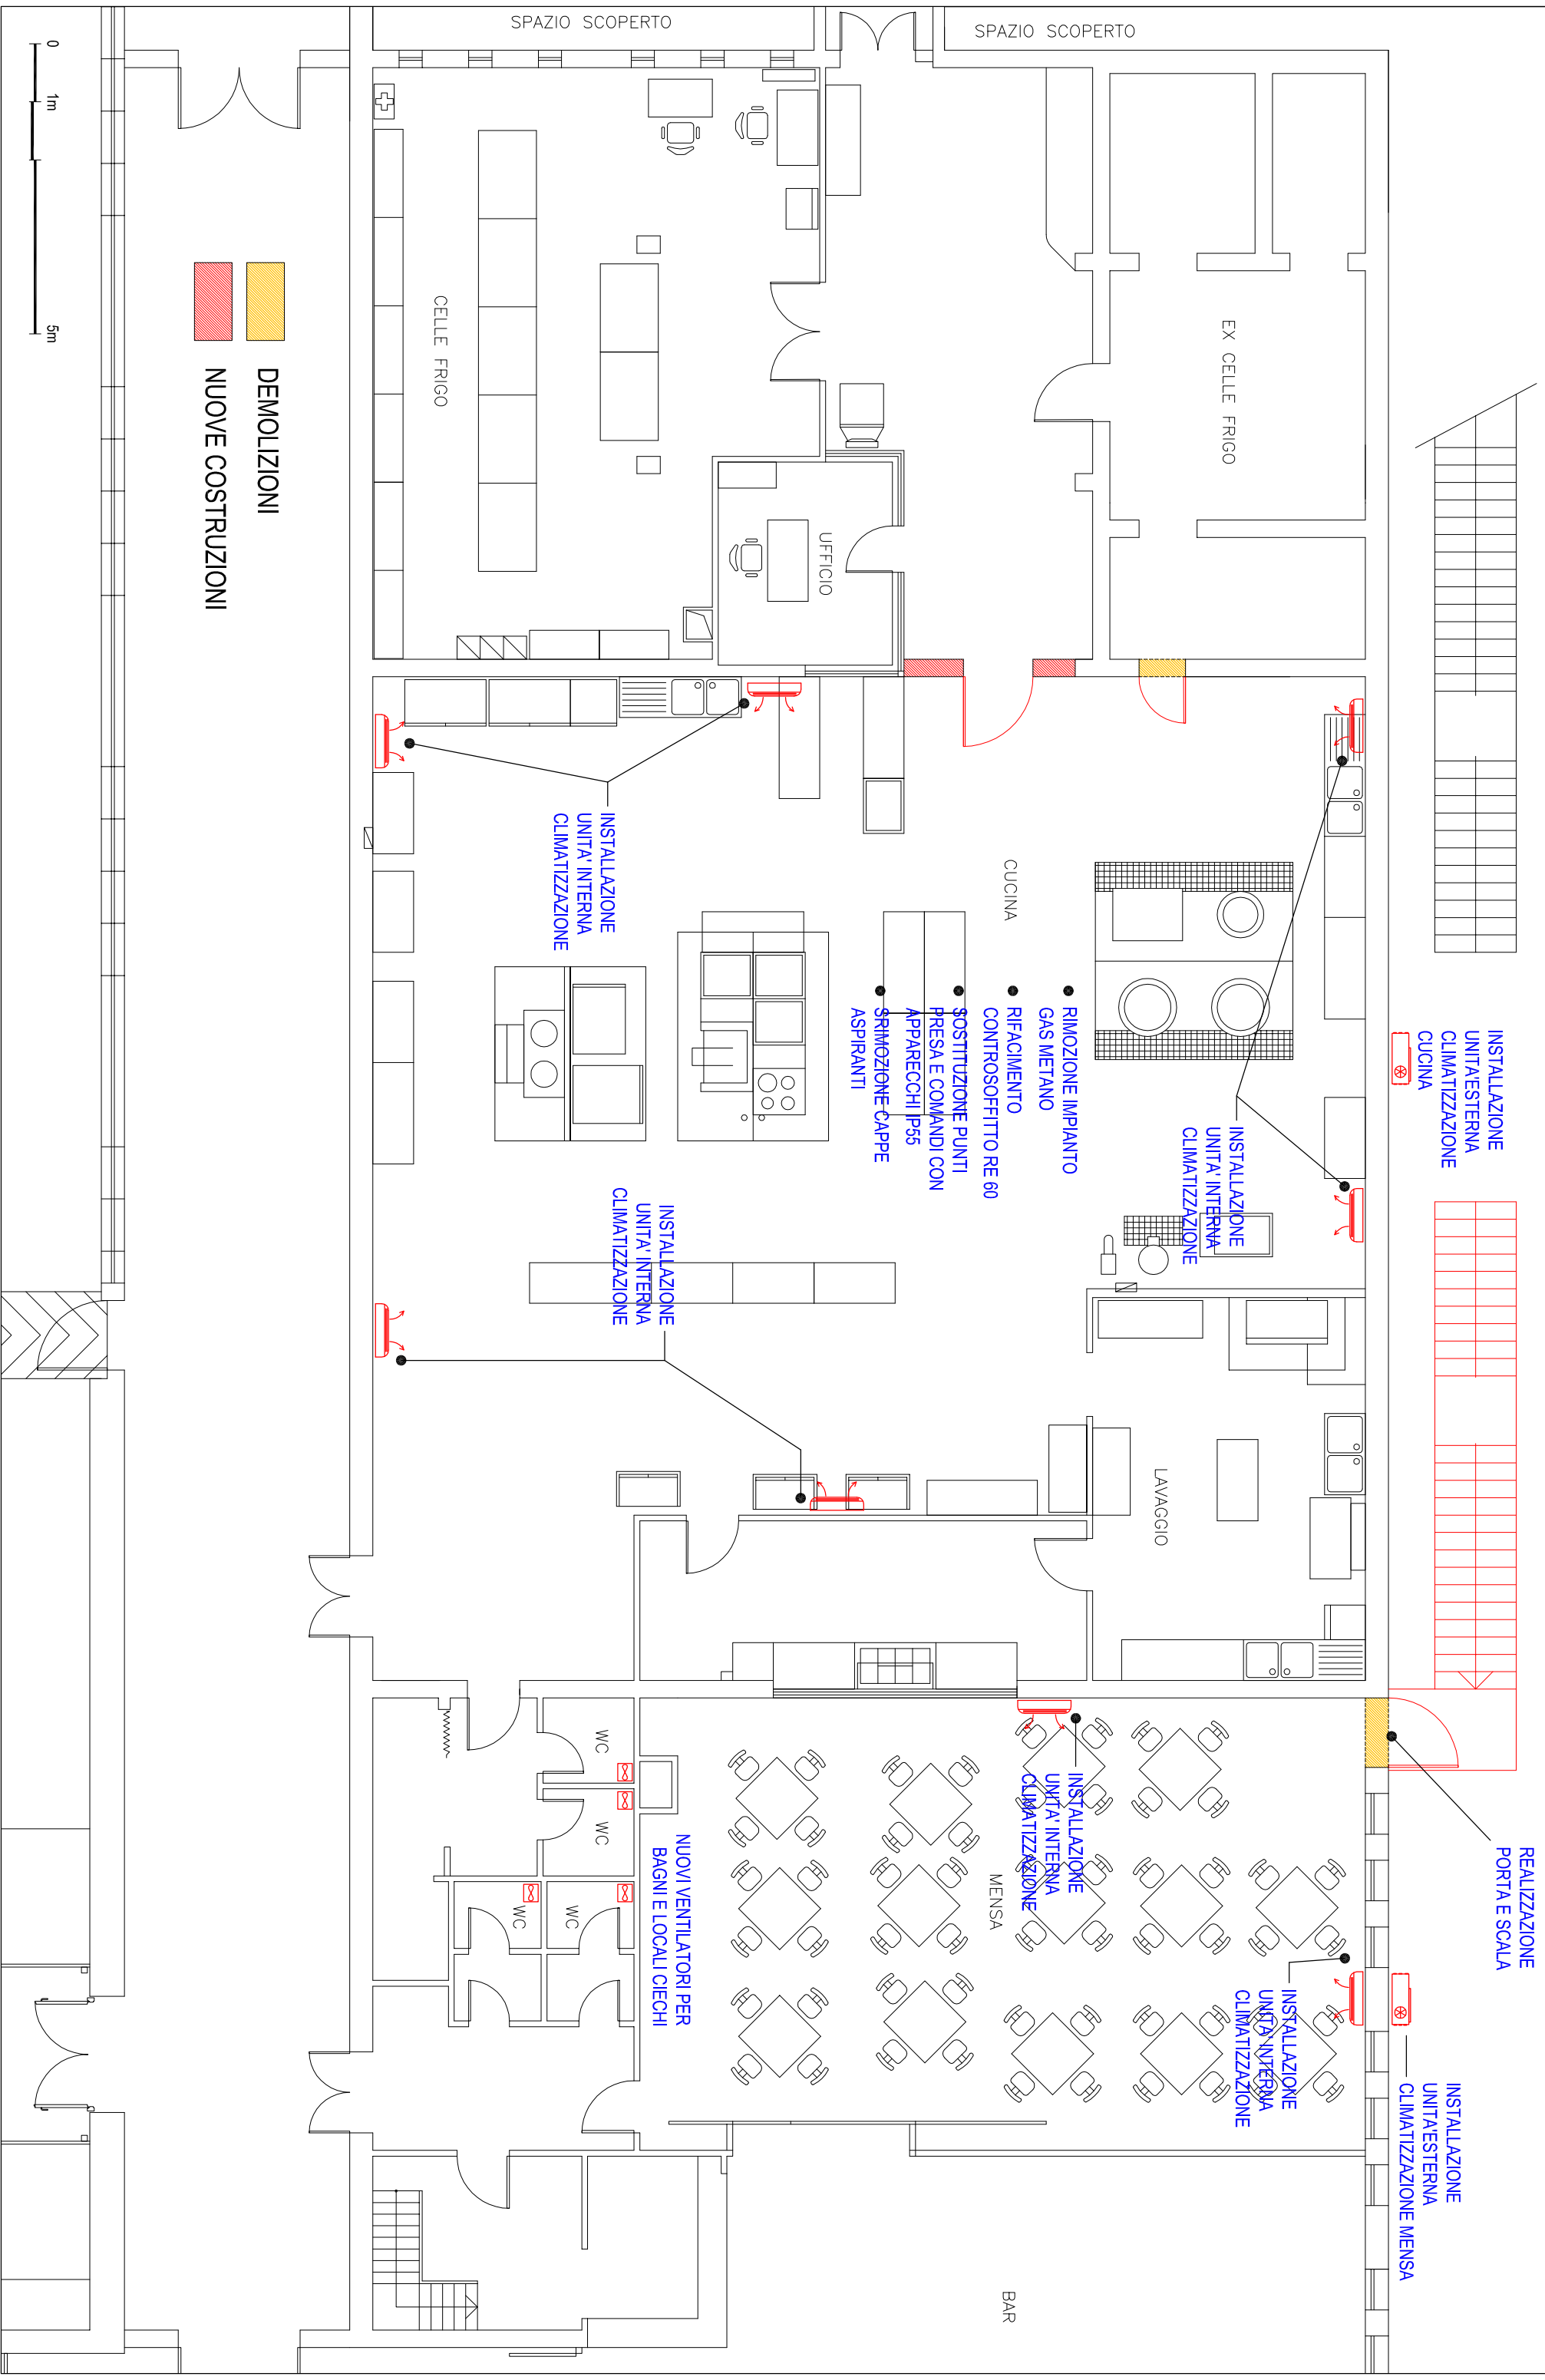 SPAZIO SCOPERTO
SPAZIO SCOPERTO
0
1m
5m
DEMOLIZIONI
NUOVE COSTRUZIONI
CELLE FRIGO
EX CELLE FRIGO
UFFICIO
INSTALLAZIONE
UNITA' INTERNA
CLIMATIZZAZIONE
CUCINA
RIMOZIONE IMPIANTO
GAS METANO
RIFACIMENTO
CONTROSOFFITTO RE 60
SOSTITUZIONE PUNTI
PRESA E COMANDI CON
APPARECCHI IP55
SRIMOZIONE CAPPE
ASPIRANTI
INSTALLAZIONE
UNITA'ESTERNA
CLIMATIZZAZIONE
CUCINA
INSTALLAZIONE
UNITA' INTERNA
CLIMATIZZAZIONE
INSTALLAZIONE
UNITA' INTERNA
CLIMATIZZAZIONE
LAVAGGIO
WC
WC
WC
WC
NUOVI VENTILATORI PER
BAGNI E LOCALI CIECHI
INSTALLAZIONE
UNITA' INTERNA
CLIMATIZZAZIONE
MENSA
REALIZZAZIONE
PORTA E SCALA
INSTALLAZIONE
UNITA' INTERNA
CLIMATIZZAZIONE
INSTALLAZIONE
UNITA'ESTERNA
CLIMATIZZAZIONE MENSA
BAR